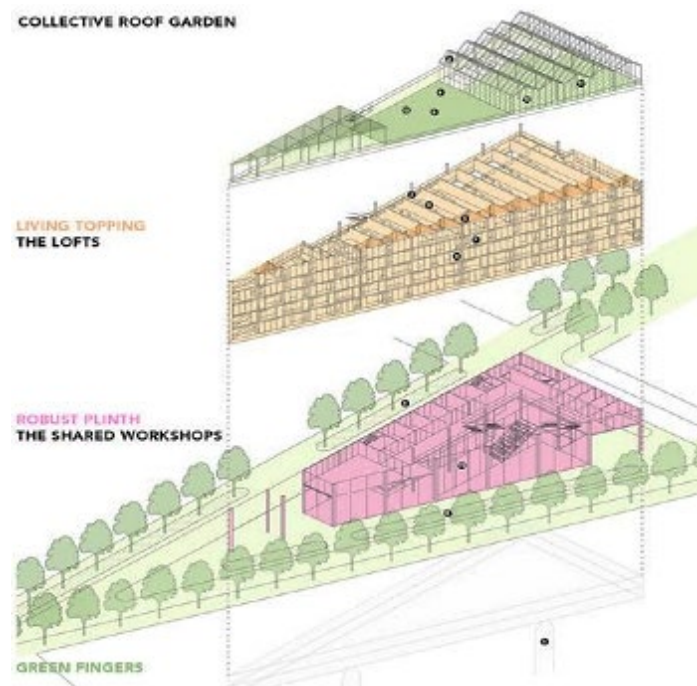 COLLECTIVE ROOF GARDEN
LIVING TOPPING
THE LOFTS
ROBUST PLINTH
THE SHARED WORKSHOPS
GREEN FINGERS